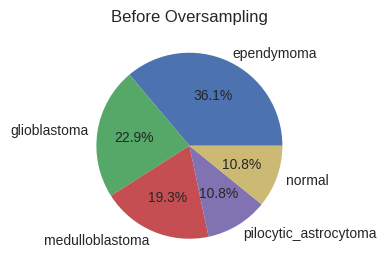 Before Oversampling
ependymoma
36.1%
glioblastoma
22.9%
medulloblastoma
19.3%
pilocytic_astrocytoma
10.8%
normal
10.8%